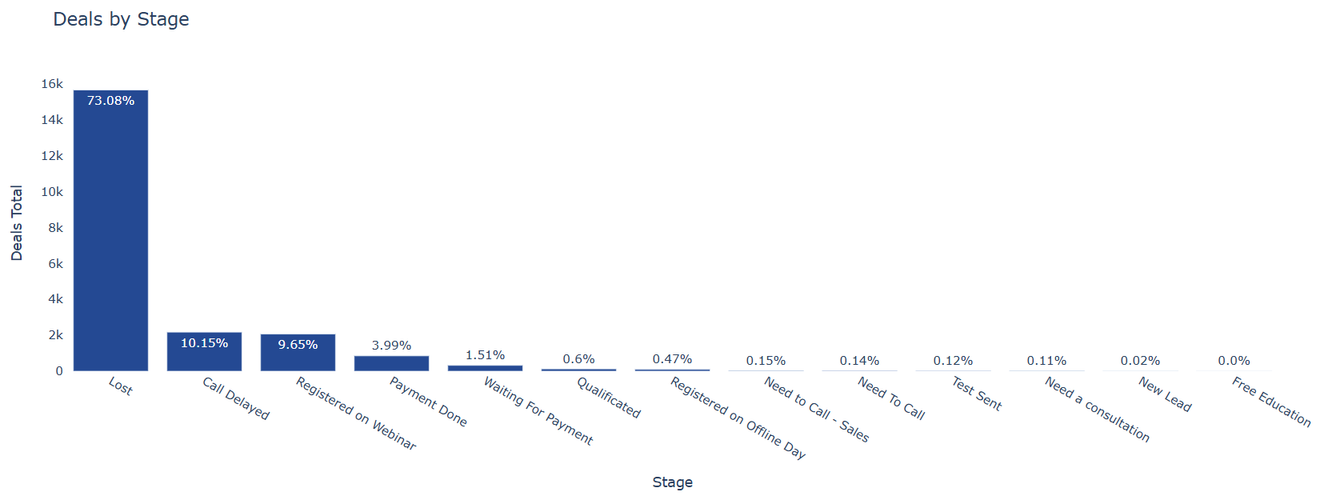 Deals by Stage
16k
14k
12k
10k
8k
6k
4k
2k
0
Deals Total
73.08%
10.15%
9.65%
3.99%
1.51%
0.6%
0.47%
0.15%
0.14%
0.12%
0.11%
0.02%
0.0%
Lost
Call Delayed
Registered on Webinar
Payment Done
Waiting For Payment
Qualificated
Registered on Offline Day
Need to Call - Sales
Need To Call
Test Sent
Need a consultation
New Lead
Free Education
Stage